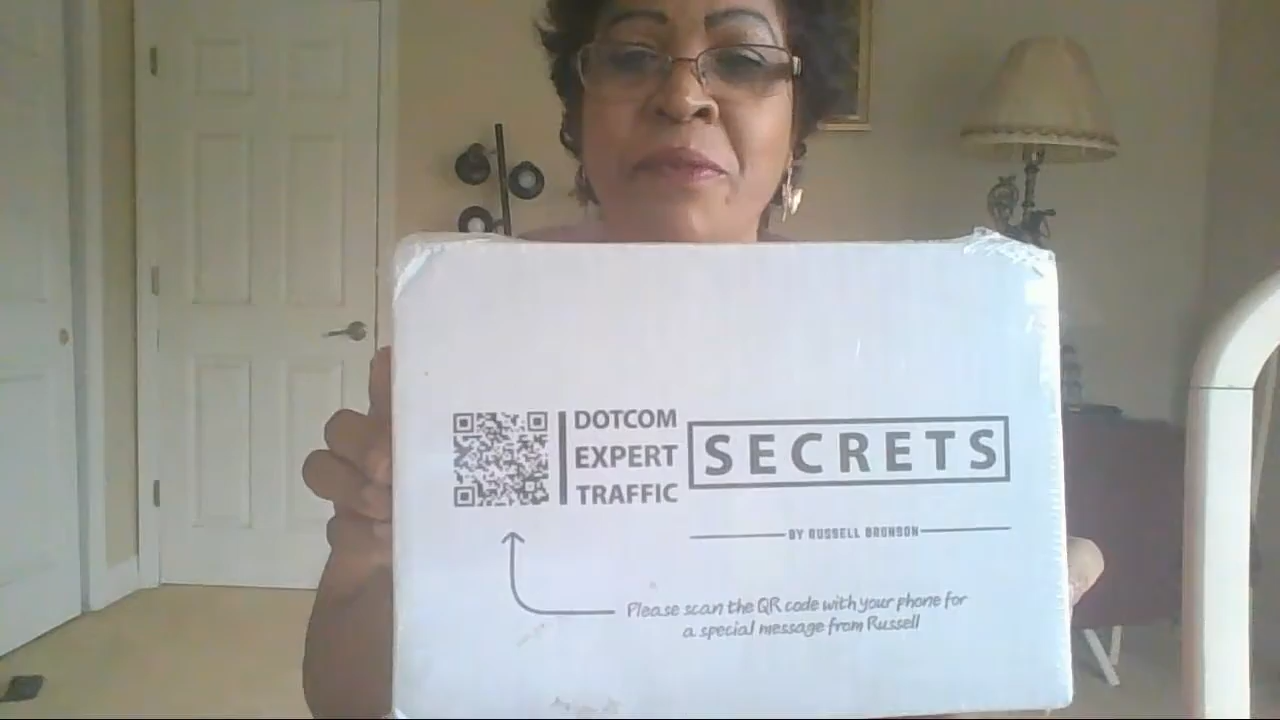 DOTCOM
EXPERT
TRAFFIC
SECRETS
BY RUSSELL BRUNSON
Please scan the QR code with your phone for
a special message from Russell